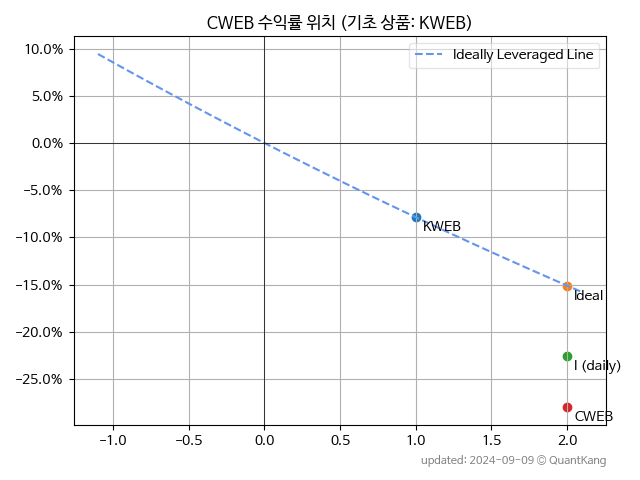 CWEB 수익률 위치 (기초 상품: KWEB)
10.0%
5.0%
0.0%
−5.0%
−10.0%
−15.0%
−20.0%
−25.0%
Ideally Leveraged Line
KWEB
Ideal
I (daily)
CWEB
−1.0 −0.5 0.0 0.5 1.0 1.5 2.0
updated: 2024-09-09 © QuantKang